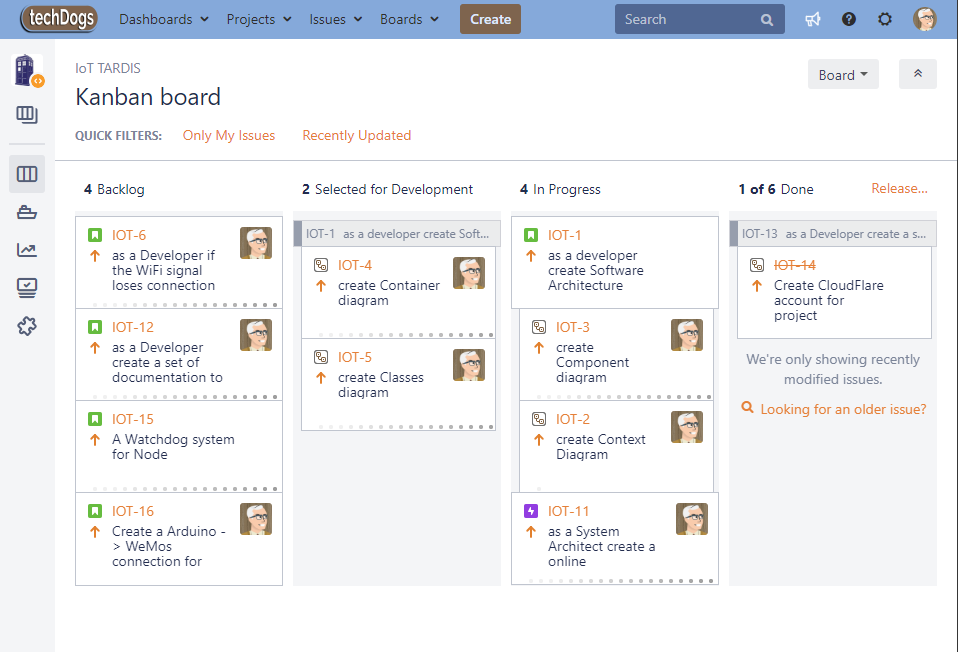 techDogs Dashboards Projects Issues Boards Create Search
IoT TARDIS
Kanban board
Board
QUICK FILTERS: Only My Issues Recently Updated
4 Backlog
IOT-6
as a Developer if
the WiFi signal
loses connection
IOT-12
as a Developer
create a set of
documentation to
IOT-15
A Watchdog system
for Node
IOT-16
Create a Arduino -
> WeMos
connection for
2 Selected for Development
IOT-1 as a developer create Soft...
IOT-4
create Container
diagram
IOT-5
create Classes
diagram
4 In Progress
IOT-1
as a developer
create Software
Architecture
IOT-3
create
Component
diagram
IOT-2
create Context
Diagram
IOT-11
as a System
Architect create a
online
1 of 6 Done Release...
IOT-13 as a Developer create a s...
IOT-14
Create CloudFlare
account for
project
We're only showing recently
modified issues.
Looking for an older issue?